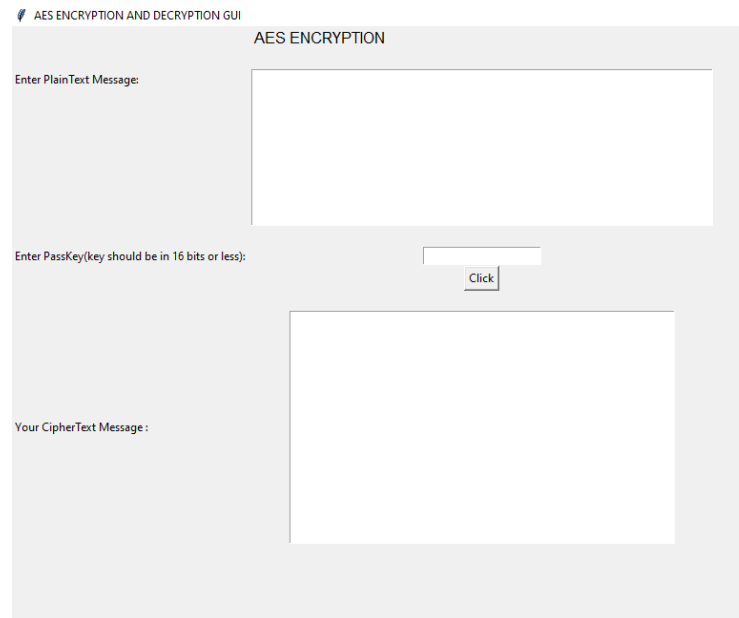 AES ENCRYPTION AND DECRYPTION GUI
AES ENCRYPTION
Enter PlainText Message:
Enter PassKey(key should be in 16 bits or less):
Click
Your CipherText Message :